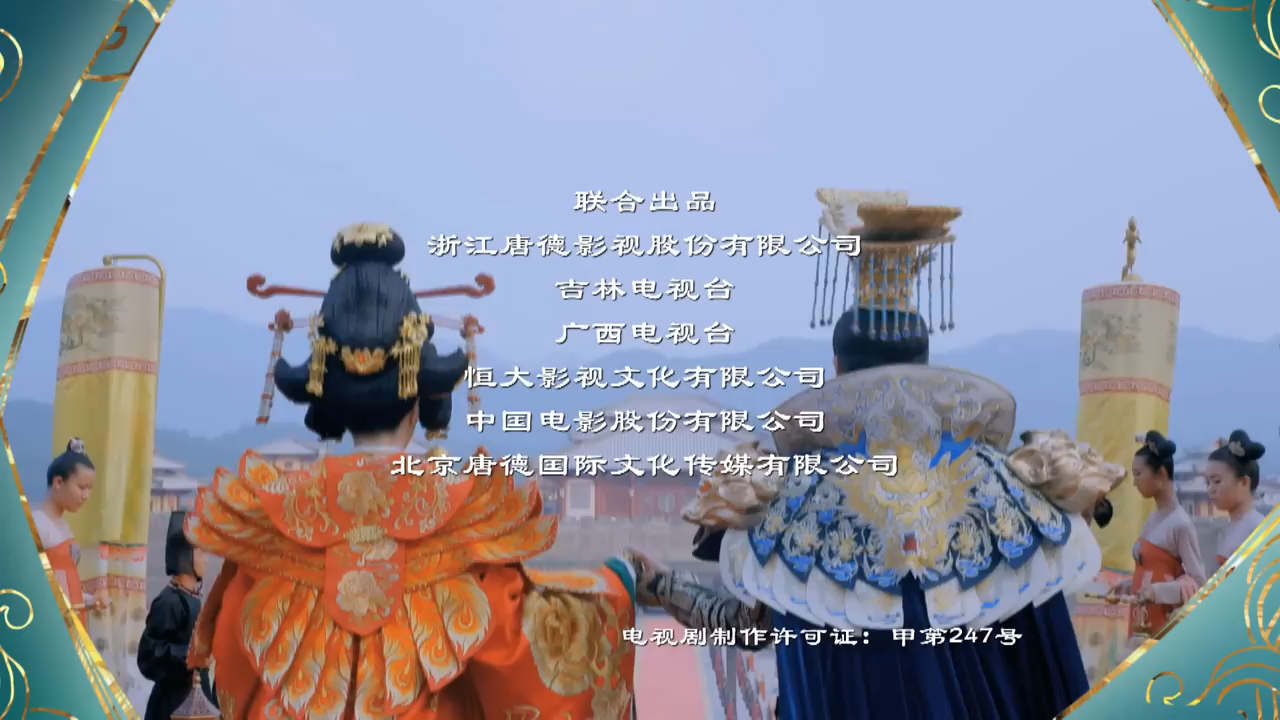 联合出品
浙江唐德影视股份有限公司
吉林电视台
广西电视台
恒大影视文化有限公司
中国电影股份有限公司
北京唐德国际文化传媒有限公司
电视剧制作许可证：甲第247号